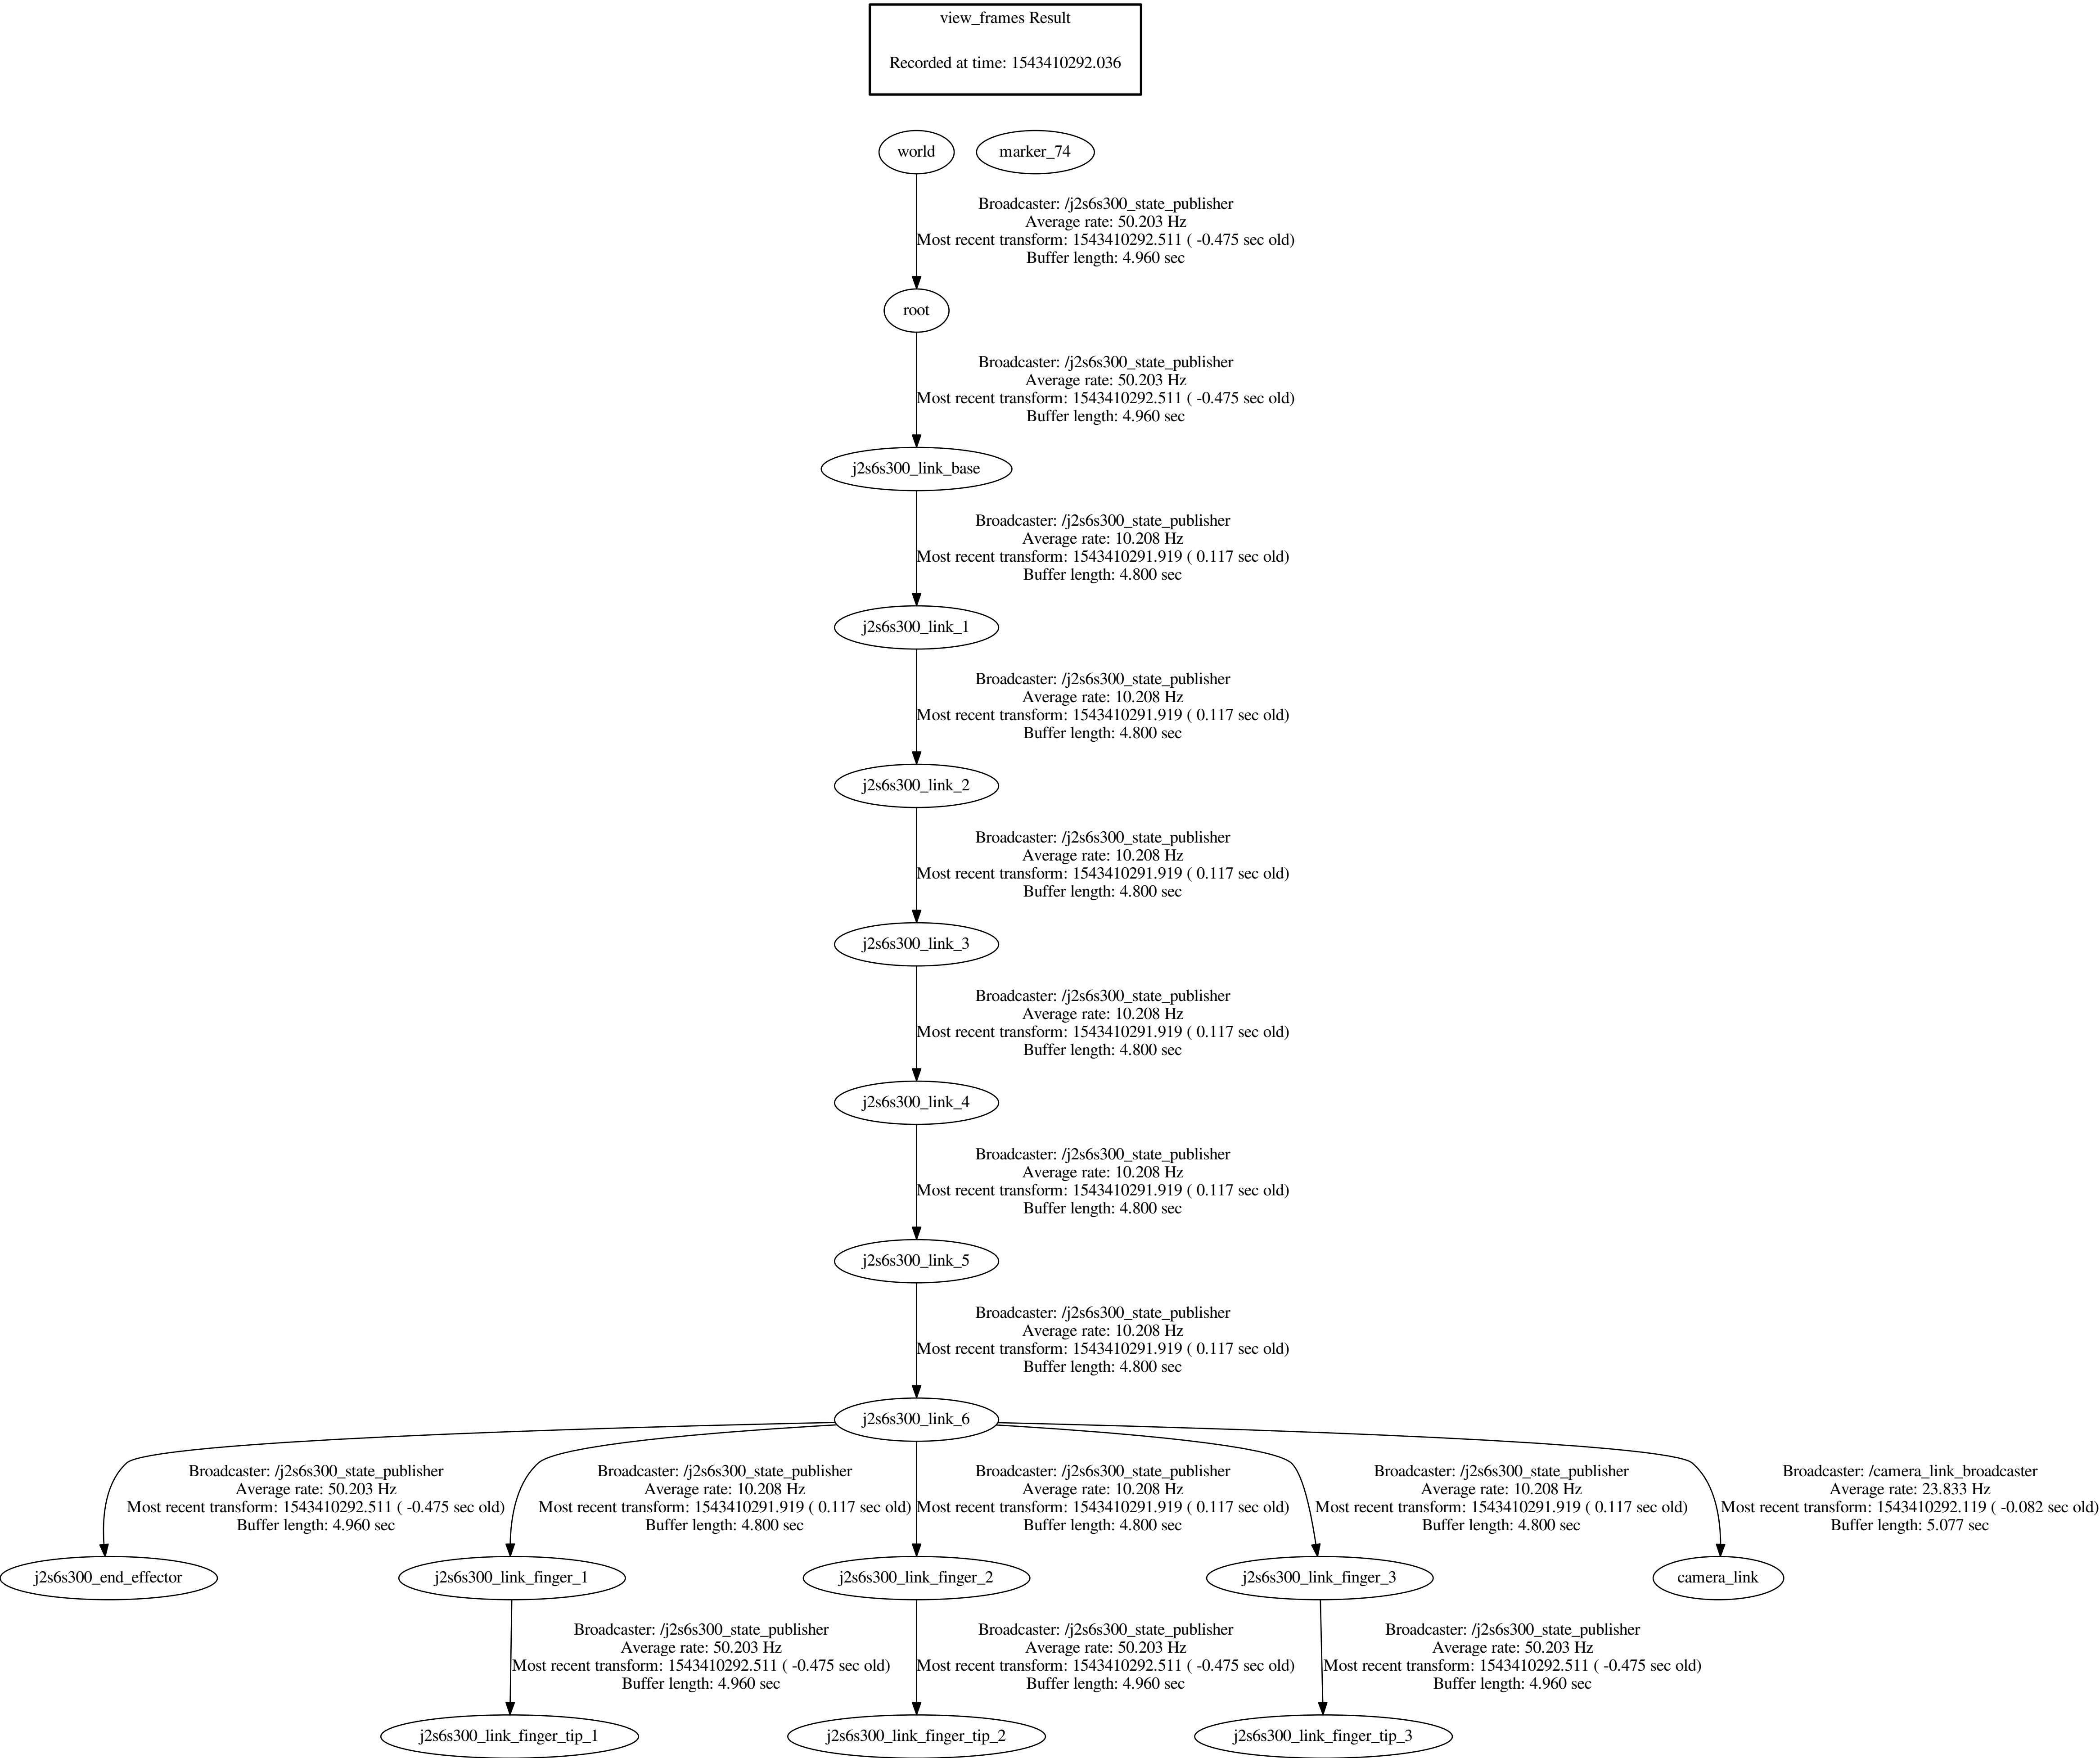 view_frames Result
Recorded at time: 1543410292.036
world
marker_74
Broadcaster: /j2s6s300_state_publisher
Average rate: 50.203 Hz
Most recent transform: 1543410292.511 ( -0.475 sec old)
Buffer length: 4.960 sec
root
Broadcaster: /j2s6s300_state_publisher
Average rate: 50.203 Hz
Most recent transform: 1543410292.511 ( -0.475 sec old)
Buffer length: 4.960 sec
j2s6s300_link_base
Broadcaster: /j2s6s300_state_publisher
Average rate: 10.208 Hz
Most recent transform: 1543410291.919 ( 0.117 sec old)
Buffer length: 4.800 sec
j2s6s300_link_1
Broadcaster: /j2s6s300_state_publisher
Average rate: 10.208 Hz
Most recent transform: 1543410291.919 ( 0.117 sec old)
Buffer length: 4.800 sec
j2s6s300_link_2
Broadcaster: /j2s6s300_state_publisher
Average rate: 10.208 Hz
Most recent transform: 1543410291.919 ( 0.117 sec old)
Buffer length: 4.800 sec
j2s6s300_link_3
Broadcaster: /j2s6s300_state_publisher
Average rate: 10.208 Hz
Most recent transform: 1543410291.919 ( 0.117 sec old)
Buffer length: 4.800 sec
j2s6s300_link_4
Broadcaster: /j2s6s300_state_publisher
Average rate: 10.208 Hz
Most recent transform: 1543410291.919 ( 0.117 sec old)
Buffer length: 4.800 sec
j2s6s300_link_5
Broadcaster: /j2s6s300_state_publisher
Average rate: 10.208 Hz
Most recent transform: 1543410291.919 ( 0.117 sec old)
Buffer length: 4.800 sec
j2s6s300_link_6
Broadcaster: /j2s6s300_state_publisher
Average rate: 50.203 Hz
Most recent transform: 1543410292.511 ( -0.475 sec old)
Buffer length: 4.960 sec
Broadcaster: /j2s6s300_state_publisher
Average rate: 10.208 Hz
Most recent transform: 1543410291.919 ( 0.117 sec old)
Buffer length: 4.800 sec
Broadcaster: /j2s6s300_state_publisher
Average rate: 10.208 Hz
Most recent transform: 1543410291.919 ( 0.117 sec old)
Buffer length: 4.800 sec
Broadcaster: /j2s6s300_state_publisher
Average rate: 10.208 Hz
Most recent transform: 1543410291.919 ( 0.117 sec old)
Buffer length: 4.800 sec
Broadcaster: /camera_link_broadcaster
Average rate: 23.833 Hz
Most recent transform: 1543410292.119 ( -0.082 sec old)
Buffer length: 5.077 sec
j2s6s300_end_effector
j2s6s300_link_finger_1
j2s6s300_link_finger_2
j2s6s300_link_finger_3
camera_link
Broadcaster: /j2s6s300_state_publisher
Average rate: 50.203 Hz
Most recent transform: 1543410292.511 ( -0.475 sec old)
Buffer length: 4.960 sec
Broadcaster: /j2s6s300_state_publisher
Average rate: 50.203 Hz
Most recent transform: 1543410292.511 ( -0.475 sec old)
Buffer length: 4.960 sec
Broadcaster: /j2s6s300_state_publisher
Average rate: 50.203 Hz
Most recent transform: 1543410292.511 ( -0.475 sec old)
Buffer length: 4.960 sec
j2s6s300_link_finger_tip_1
j2s6s300_link_finger_tip_2
j2s6s300_link_finger_tip_3